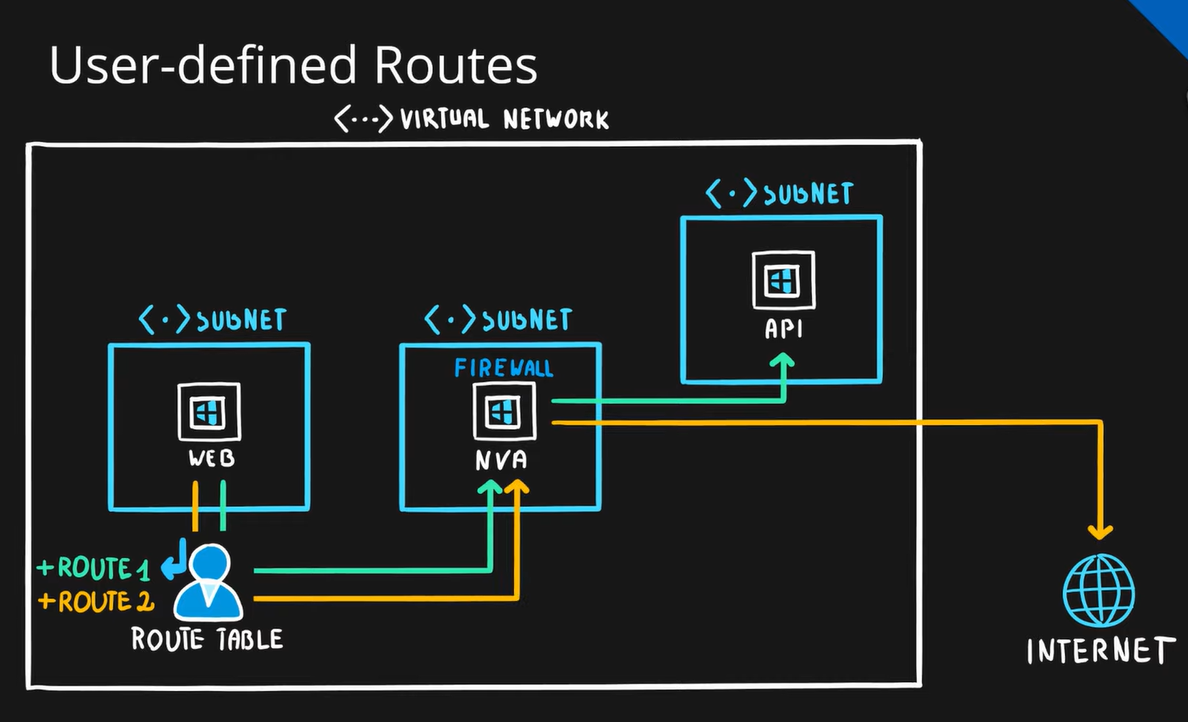 User-defined Routes
<···> VIRTUAL NETWORK
<·> SUBNET
API
<·> SUBNET
WEB
<·> SUBNET
FIREWALL
NVA
+ROUTE 1
+ROUTE 2
ROUTE TABLE
INTERNET